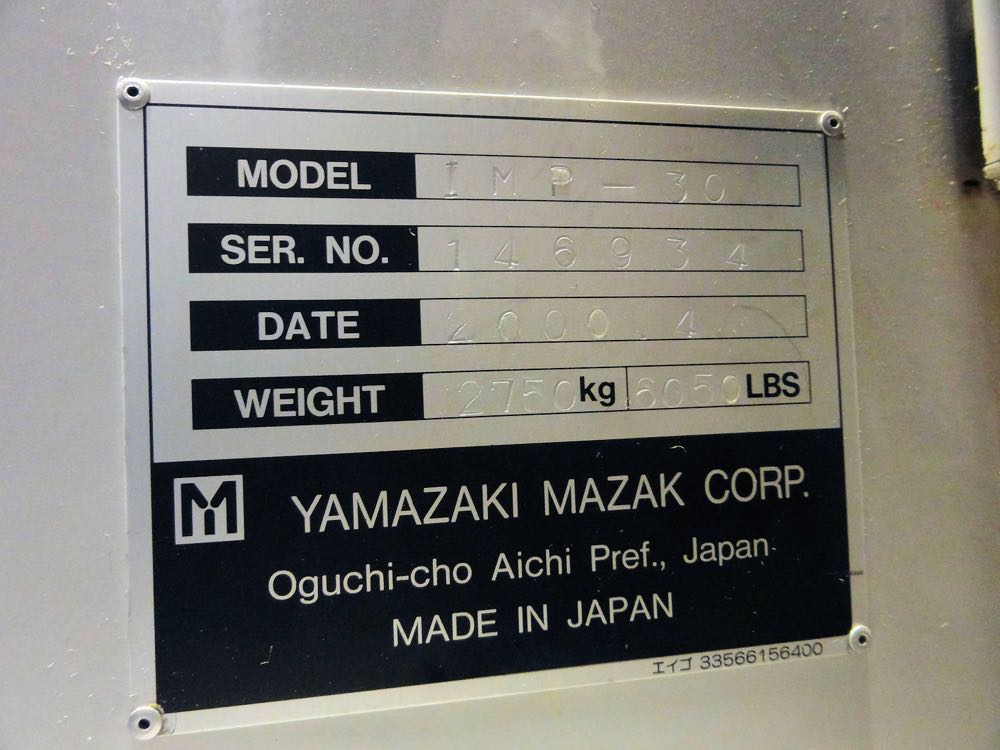 MODEL IMP-30
SER. NO. 146934
DATE 2000.4
WEIGHT 2750 kg 6050 LBS
M YAMAZAKI MAZAK CORP.
Oguchi-cho Aichi Pref., Japan
MADE IN JAPAN
エイゴ 33566156400